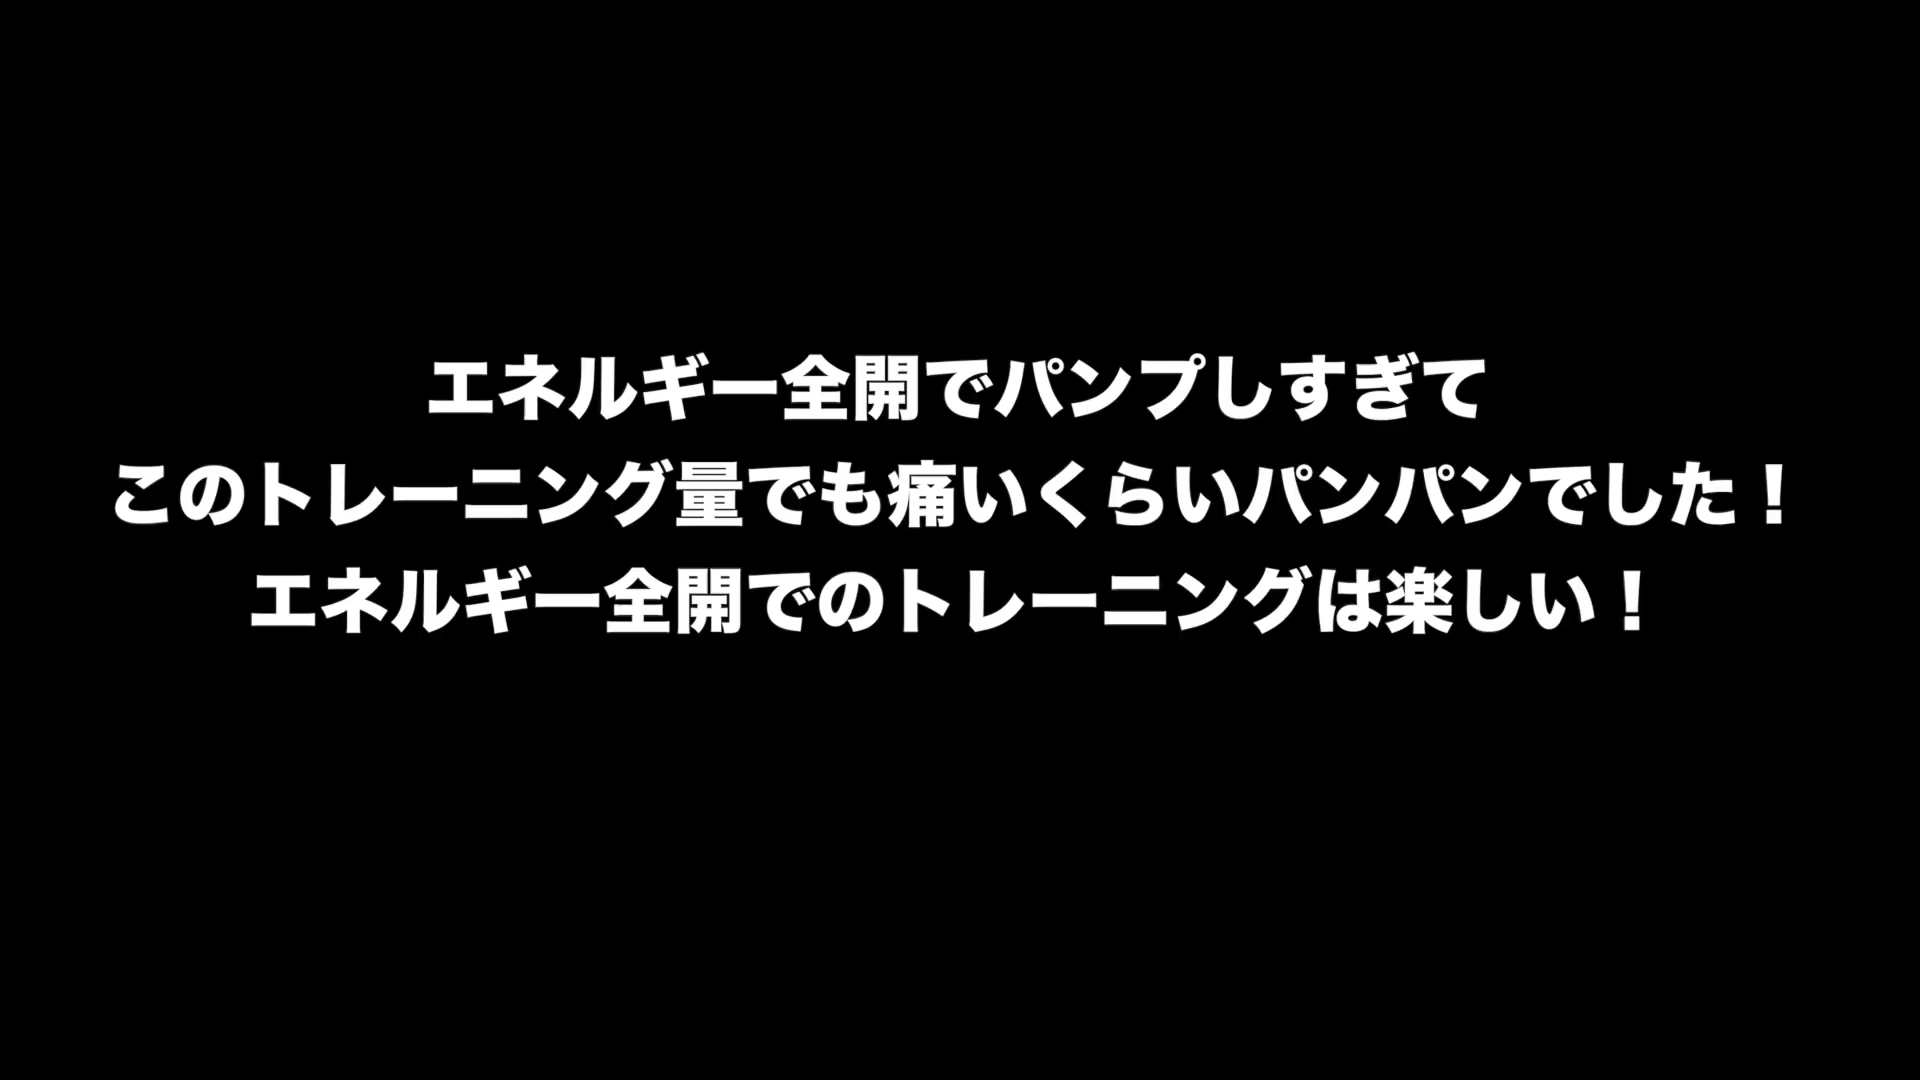 エネルギー全開でパンプしすぎて
このトレーニング量でも痛いくらいパンパンでした！
エネルギー全開でのトレーニングは楽しい！